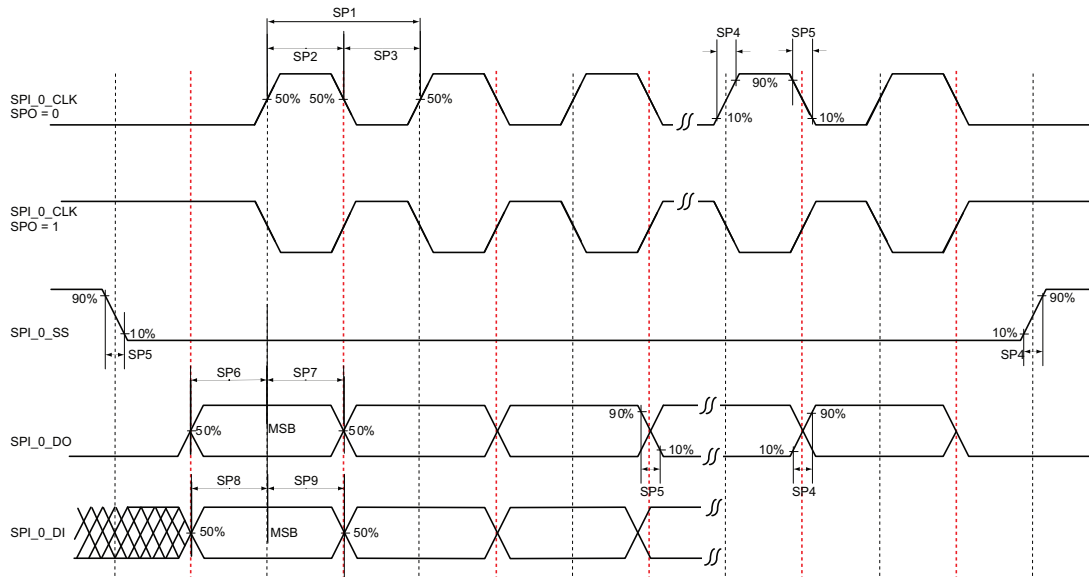 SP1
SP4 SP5
SP2 SP3
SPI_0_CLK
SPO = 0
50% 50% 50% 90%
10% 10%
SPI_0_CLK
SPO = 1
90% 90%
SPI_0_SS
10% 10%
SP5 SP4
SP6 SP7
90% 90%
SPI_0_DO
50% MSB 50%
10% 10%
SP8 SP9 SP5 SP4
SPI_0_DI
50% MSB 50%